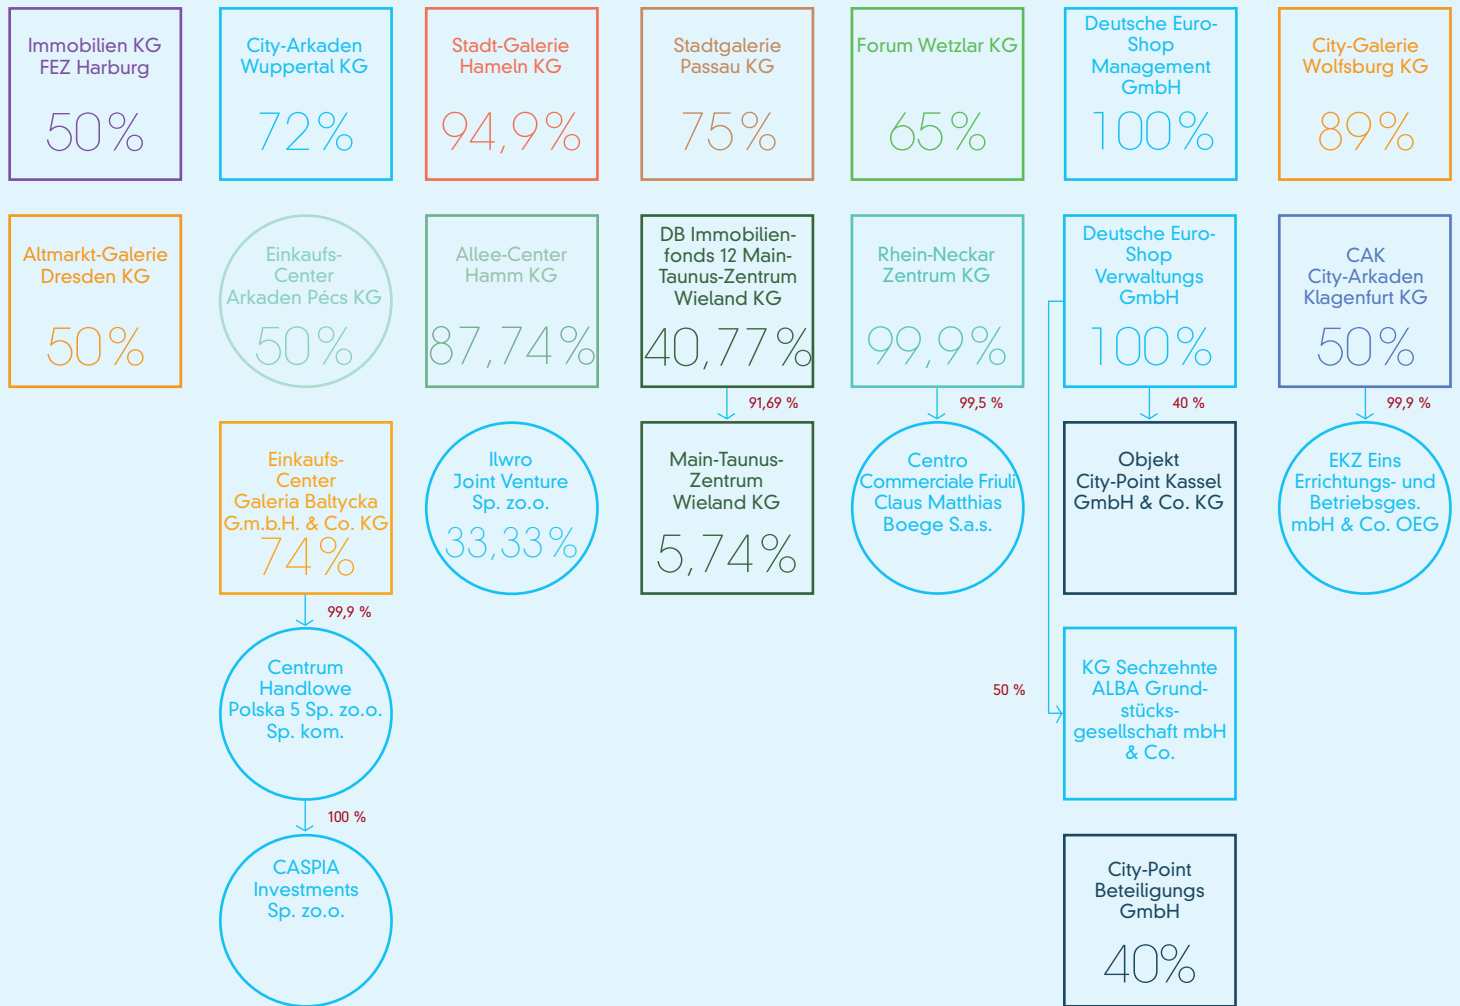 Immobilien KG
FEZ Harburg
50%
City-Arkaden
Wuppertal KG
72%
Stadt-Galerie
Hameln KG
94,9%
Stadtgalerie
Passau KG
75%
Forum Wetzlar KG
65%
Deutsche Euro-
Shop
Management
GmbH
100%
City-Galerie
Wolfsburg KG
89%
Altmarkt-Galerie
Dresden KG
50%
Einkaufs-
Center
Arkaden Pécs KG
50%
Allee-Center
Hamm KG
87,74%
DB Immobilien-
fonds 12 Main-
Taunus-Zentrum
Wieland KG
40,77%
Rhein-Neckar
Zentrum KG
99,9%
Deutsche Euro-
Shop
Verwaltungs
GmbH
100%
CAK
City-Arkaden
Klagenfurt KG
50%
91,69 %
99,5 %
40 %
99,9 %
Einkaufs-
Center
Galeria Baltycka
G.m.b.H. & Co. KG
74%
Ilwro
Joint Venture
Sp. zo.o.
33,33%
Main-Taunus-
Zentrum
Wieland KG
5,74%
Centro
Commerciale Friuli
Claus Matthias
Boege S.a.s.
Objekt
City-Point Kassel
GmbH & Co. KG
EKZ Eins
Errichtungs- und
Betriebsges.
mbH & Co. OEG
99,9 %
Centrum
Handlowe
Polska 5 Sp. zo.o.
Sp. kom.
50 %
KG Sechzehnte
ALBA Grund-
stücks-
gesellschaft mbH
& Co.
100 %
CASPIA
Investments
Sp. zo.o.
City-Point
Beteiligungs
GmbH
40%